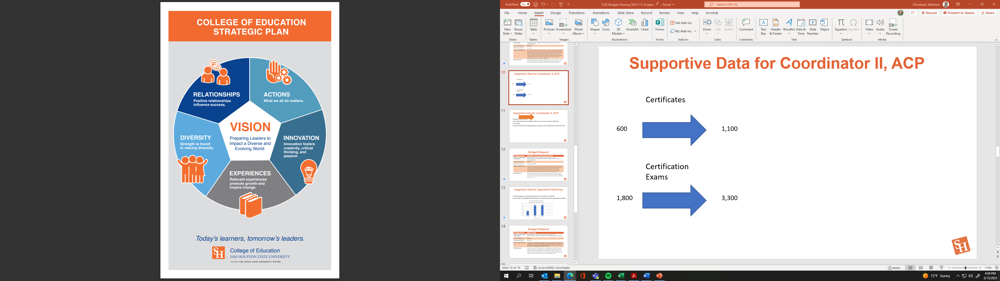 COLLEGE OF EDUCATION
STRATEGIC PLAN
RELATIONSHIPS
Positive relationships
influence success.
ACTIONS
What we all do matters.
DIVERSITY
Strength is found
in valuing diversity.
VISION
Preparing Leaders to
Impact a Diverse and
Evolving World.
INNOVATION
Innovation fosters
creativity, critical
thinking, and
passion.
EXPERIENCES
Relevant experiences
promote growth and
inspire change.
Today's learners, tomorrow's leaders.
SH
College of Education
SAM HOUSTON STATE UNIVERSITY
MEMBER THE TEXAS STATE UNIVERSITY SYSTEM
AutoSave On
COE Budget Hearing 2023 3-3-23.pptx • Saved
Search (Alt+Q)
Olmstead, Matthew
File Home Insert Design Transitions Animations Slide Show Record Review View Help Acrobat
Record Present in Teams Share
New Slide Reuse Slides Table Pictures Screenshot Photo Album Shapes Icons 3D Models SmartArt Chart Forms Get Add-ins My Add-ins Zoom Link Action Comment Text Box Header & Footer WordArt Date & Time Slide Number Object Equation Symbol Video Audio Screen Recording
Slides Tables Images Illustrations Forms Add-ins Links Comments Text Symbols Media
10
Supportive Data for Coordinator II, ACP
11
Supportive Data for Coordinator II, ACP
12
Budget Request
13
Supportive Data for Specialist III (Ed Prep)
14
Budget Request
15
Supportive Data for Coordinator II, ACP
Certificates
600 1,100
Certification
Exams
1,800 3,300
SH
Slide 10 of 18 Accessibility: Investigate
Notes 114%
72°F Sunny
4:36 PM
3/15/2023